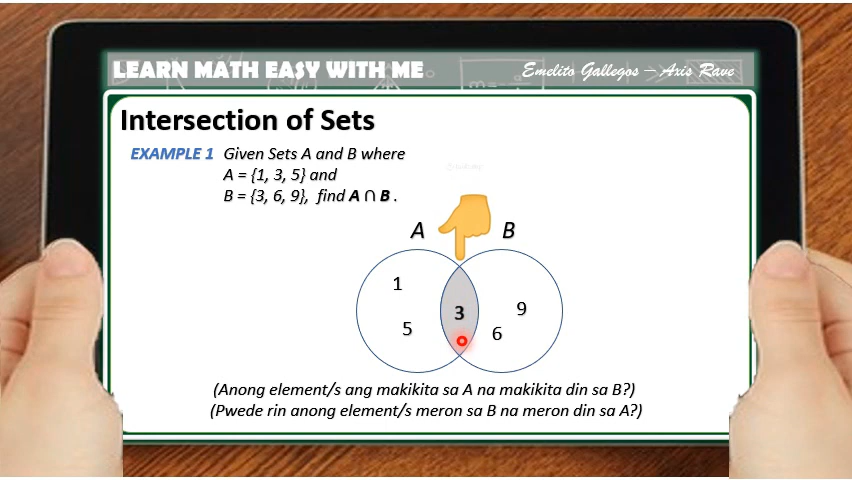 LEARN MATH EASY WITH ME
Emelito Gallegos – Axis Rave
Intersection of Sets
EXAMPLE 1 Given Sets A and B where
A = {1, 3, 5} and
B = {3, 6, 9}, find A ∩ B .
A B
1
3
9
5
6
(Anong element/s ang makikita sa A na makikita din sa B?)
(Pwede rin anong element/s meron sa B na meron din sa A?)